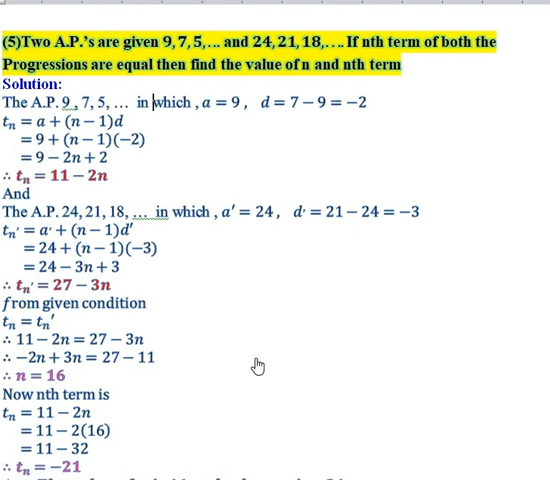 (5)Two A.P.'s are given 9, 7, 5, ... and 24, 21, 18, .... If nth term of both the
Progressions are equal then find the value of n and nth term
Solution:
The A.P. 9 , 7, 5, ... in which , a = 9, d = 7 − 9 = −2
tₙ = a + (n − 1)d
= 9 + (n − 1)(−2)
= 9 − 2n + 2
∴ tₙ = 11 − 2n
And
The A.P. 24, 21, 18, ... in which , a′ = 24, d′ = 21 − 24 = −3
tₙ′ = a′ + (n − 1)d′
= 24 + (n − 1)(−3)
= 24 − 3n + 3
∴ tₙ′ = 27 − 3n
from given condition
tₙ = tₙ′
∴ 11 − 2n = 27 − 3n
∴ −2n + 3n = 27 − 11
∴ n = 16
Now nth term is
tₙ = 11 − 2n
= 11 − 2(16)
= 11 − 32
∴ tₙ = −21